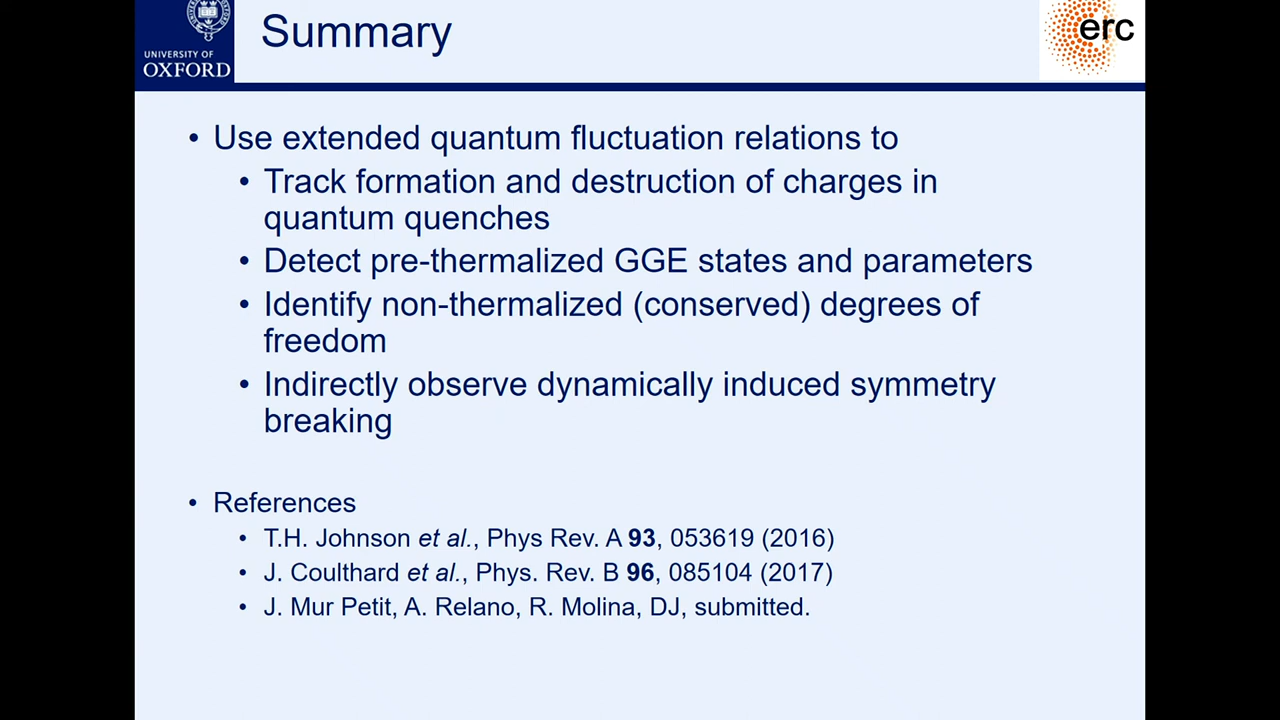 UNIVERSITY OF
OXFORD
Summary
erc
• Use extended quantum fluctuation relations to
• Track formation and destruction of charges in
quantum quenches
• Detect pre-thermalized GGE states and parameters
• Identify non-thermalized (conserved) degrees of
freedom
• Indirectly observe dynamically induced symmetry
breaking
• References
• T.H. Johnson et al., Phys Rev. A 93, 053619 (2016)
• J. Coulthard et al., Phys. Rev. B 96, 085104 (2017)
• J. Mur Petit, A. Relano, R. Molina, DJ, submitted.